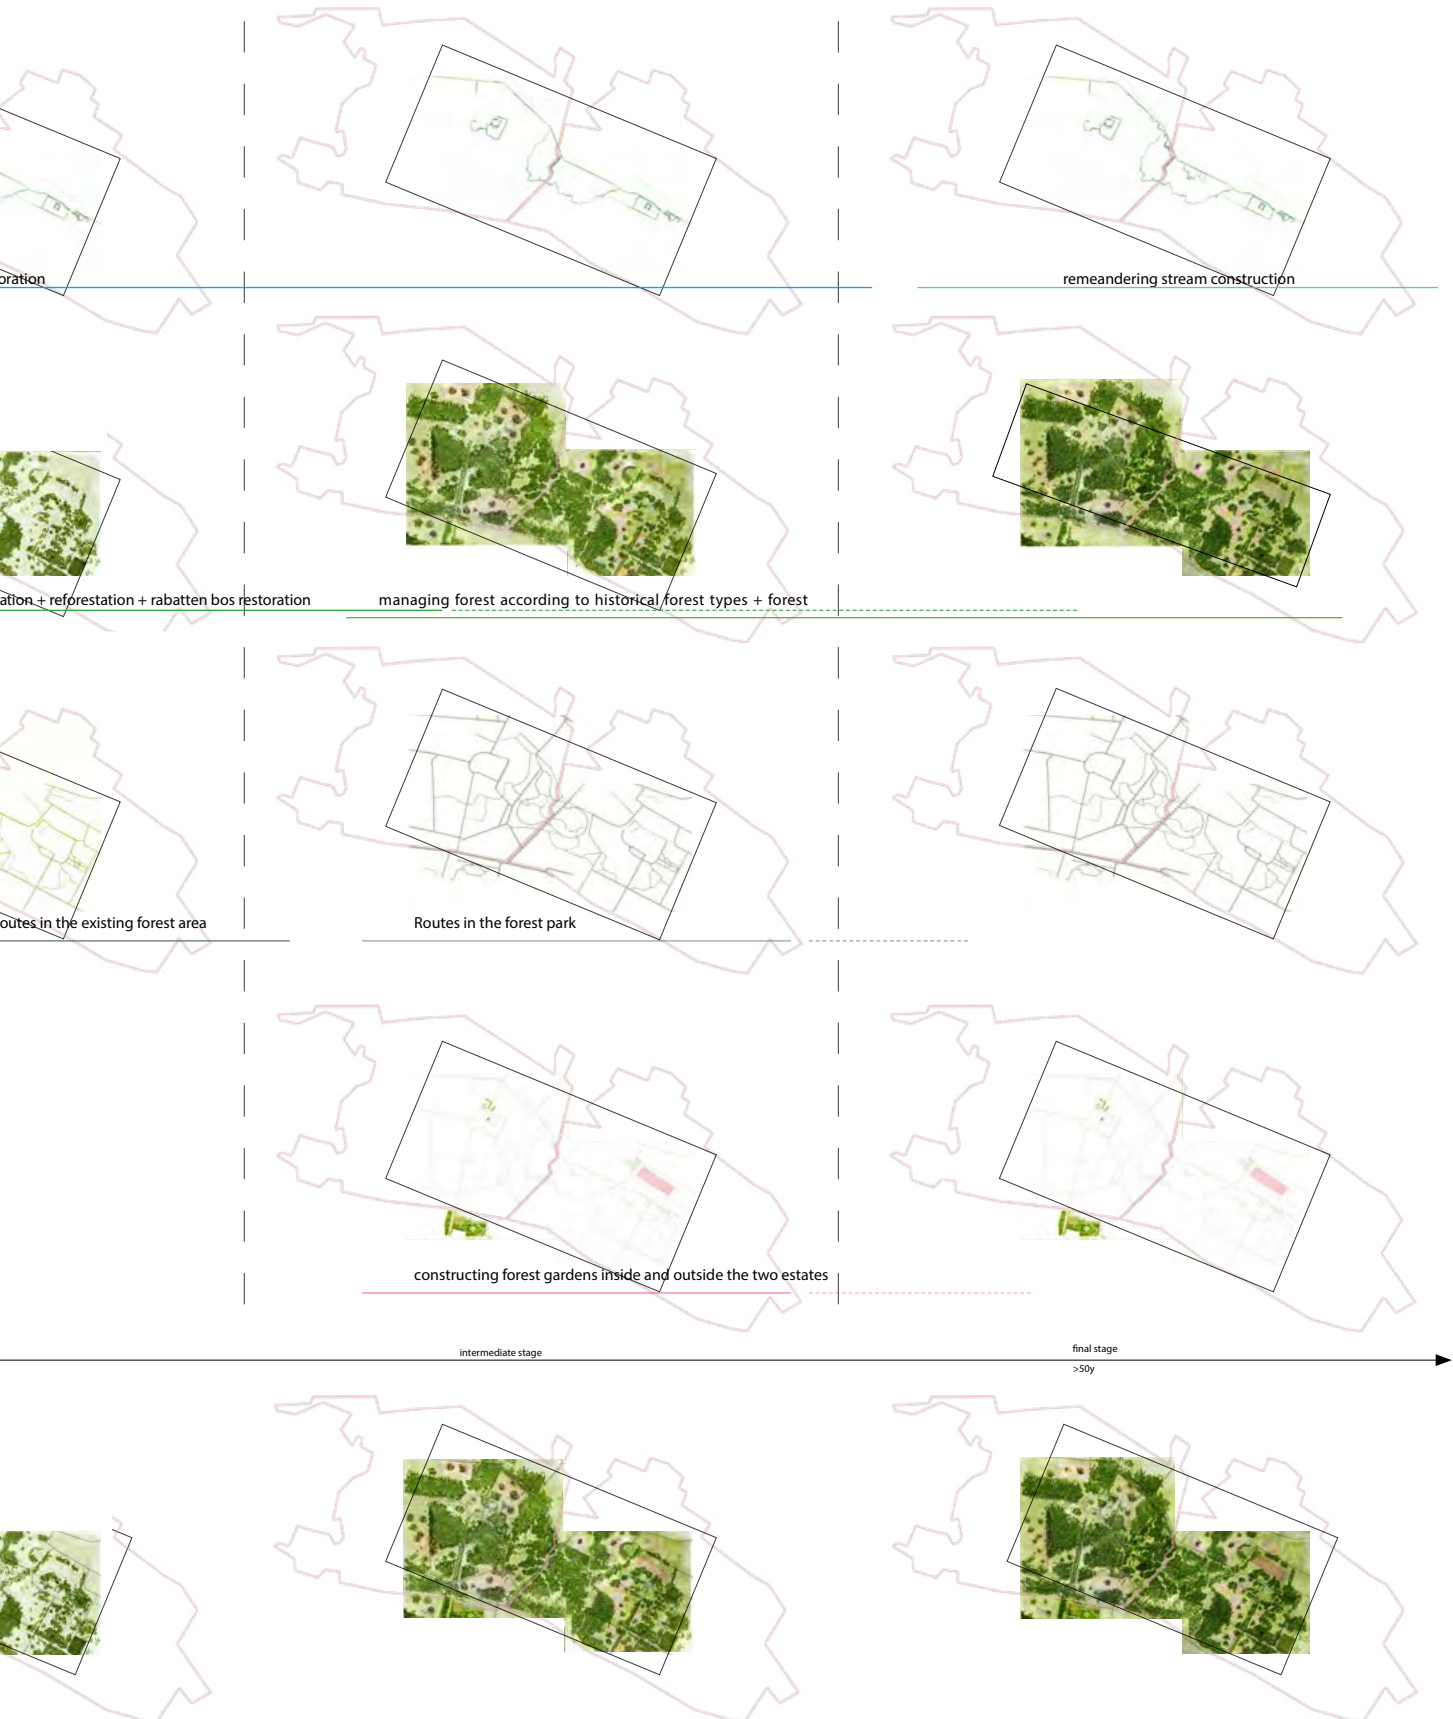 oration
remeandering stream construction
ation + reforestation + rabatten bos restoration
managing forest according to historical forest types + forest
outes in the existing forest area
Routes in the forest park
constructing forest gardens inside and outside the two estates
intermediate stage
final stage
>50y